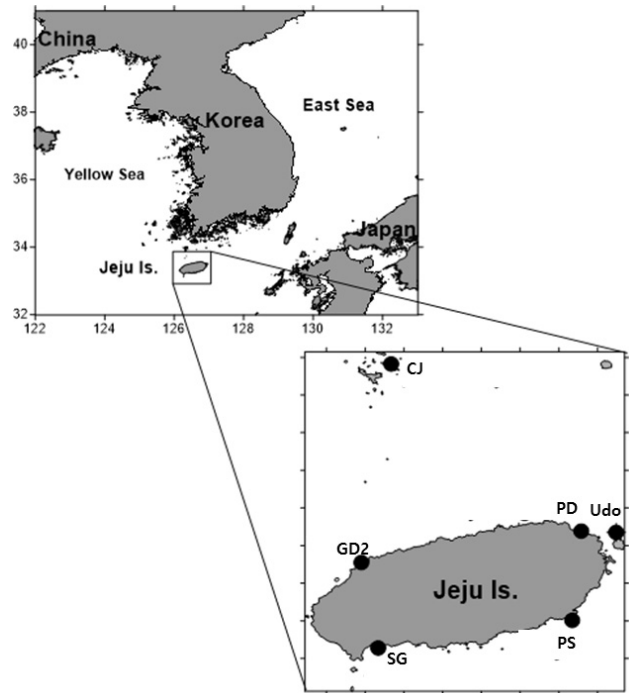 40
China
38
East Sea
Korea
36
Yellow Sea
34
Japan
Jeju Is.
32
122
124
126
128
130
132
CJ
PD
Udo
GD2
Jeju Is.
PS
SG